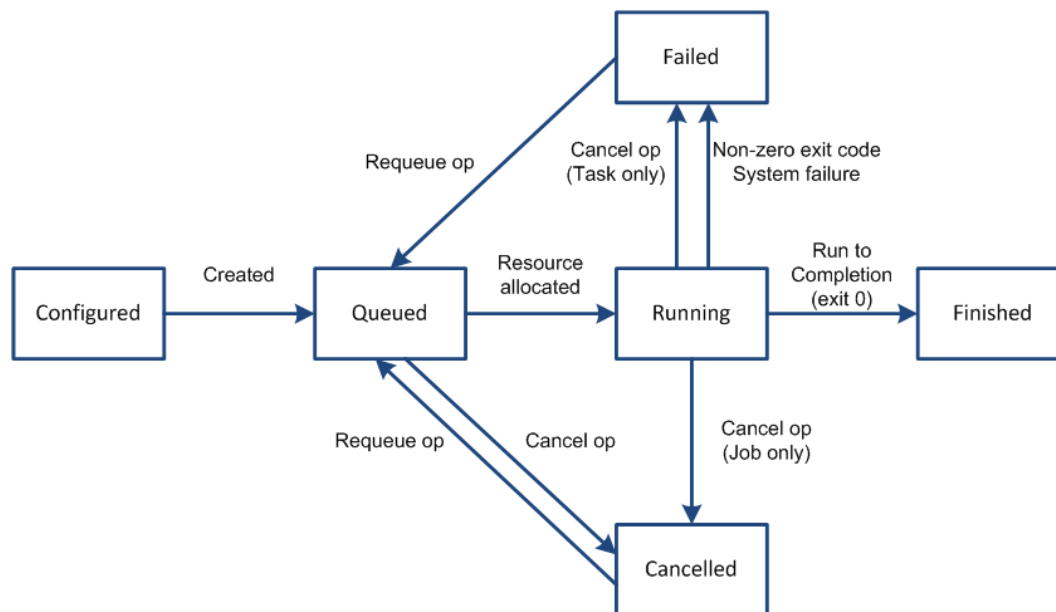 Failed
Requeue op
Cancel op
(Task only)
Non-zero exit code
System failure
Created
Resource
allocated
Run to
Completion
(exit 0)
Configured
Queued
Running
Finished
Requeue op
Cancel op
Cancel op
(Job only)
Cancelled